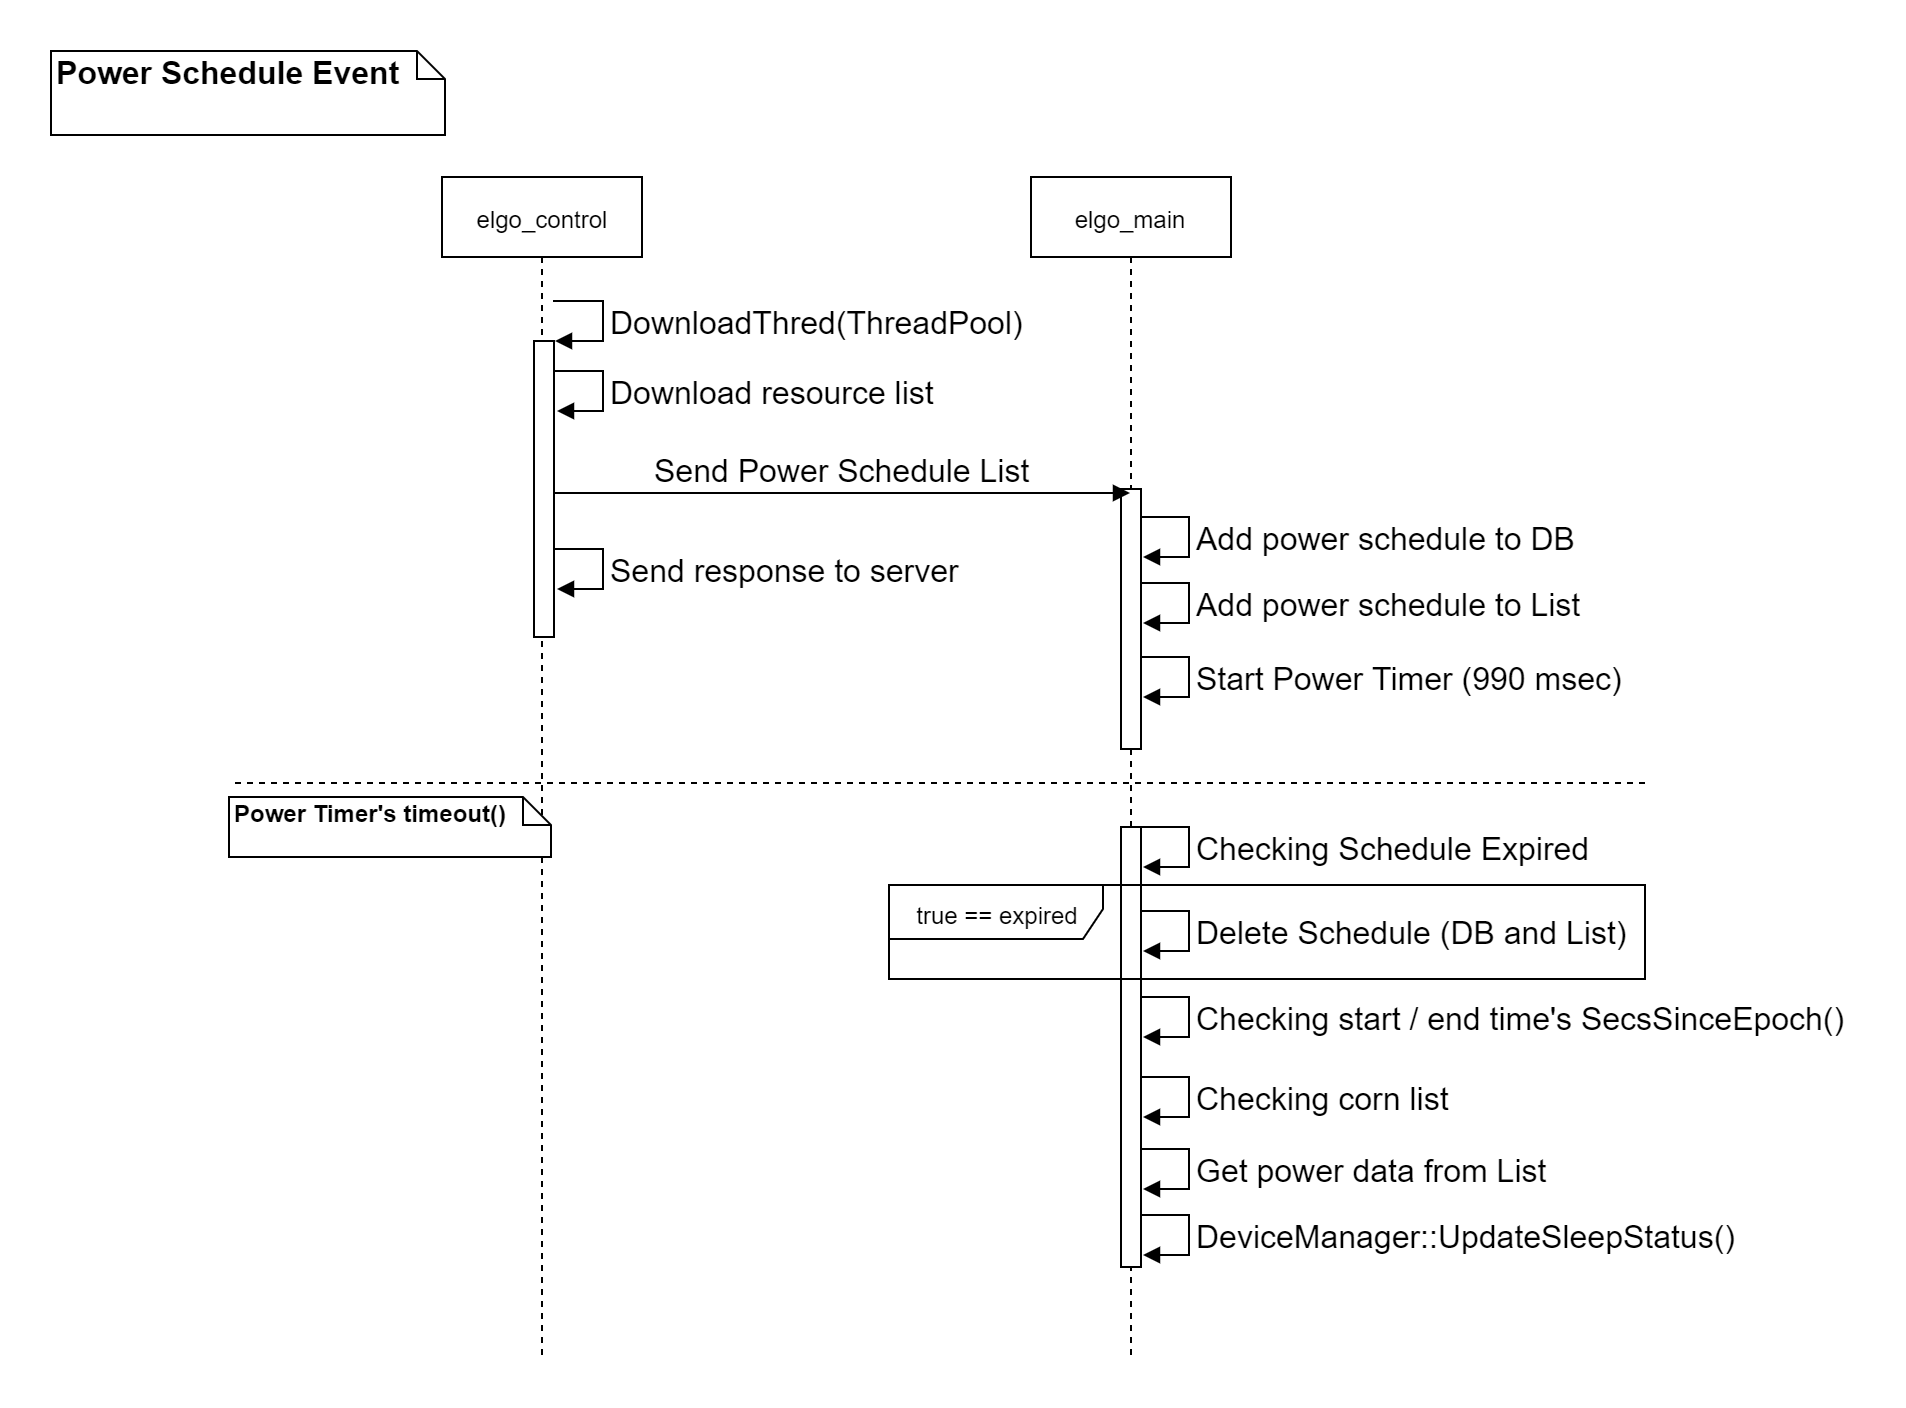 Power Schedule Event
elgo_control
elgo_main
DownloadThred(ThreadPool)
Download resource list
Send Power Schedule List
Add power schedule to DB
Send response to server
Add power schedule to List
Start Power Timer (990 msec)
Power Timer's timeout()
Checking Schedule Expired
true == expired
Delete Schedule (DB and List)
Checking start / end time's SecsSinceEpoch()
Checking corn list
Get power data from List
DeviceManager::UpdateSleepStatus()